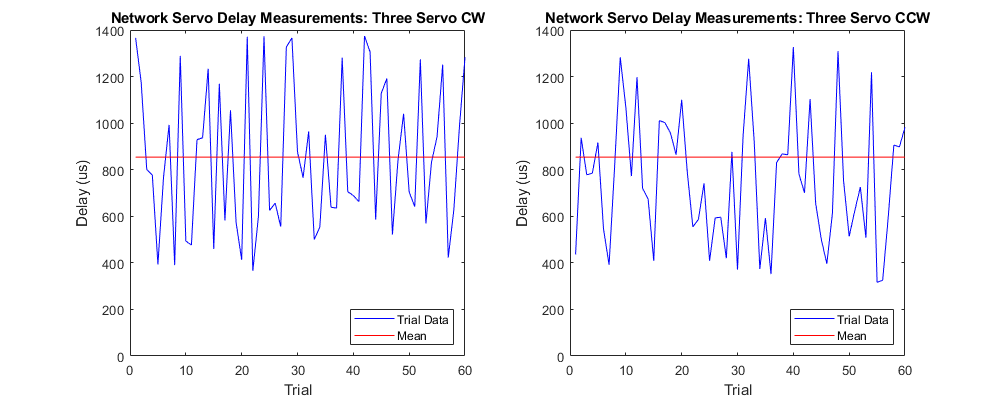 Network Servo Delay Measurements: Three Servo CW
1400
1200
1000
800
600
400
200
0
Delay (us)
0 10 20 30 40 50 60
Trial
Trial Data
Mean
Network Servo Delay Measurements: Three Servo CCW
1400
1200
1000
800
600
400
200
0
Delay (us)
0 10 20 30 40 50 60
Trial
Trial Data
Mean